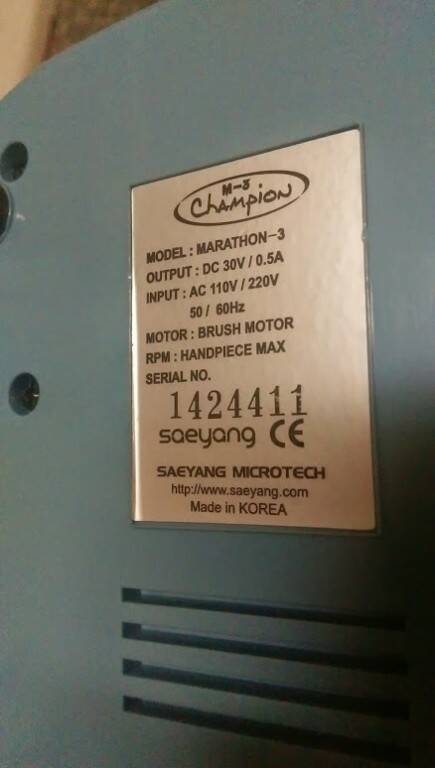 M-3
Champion
MODEL : MARATHON-3
OUTPUT : DC 30V / 0.5A
INPUT : AC 110V / 220V
50 / 60Hz
MOTOR : BRUSH MOTOR
RPM : HANDPIECE MAX
SERIAL NO.
1424411
saeyang CE
SAEYANG MICROTECH
http://www.saeyang.com
Made in KOREA